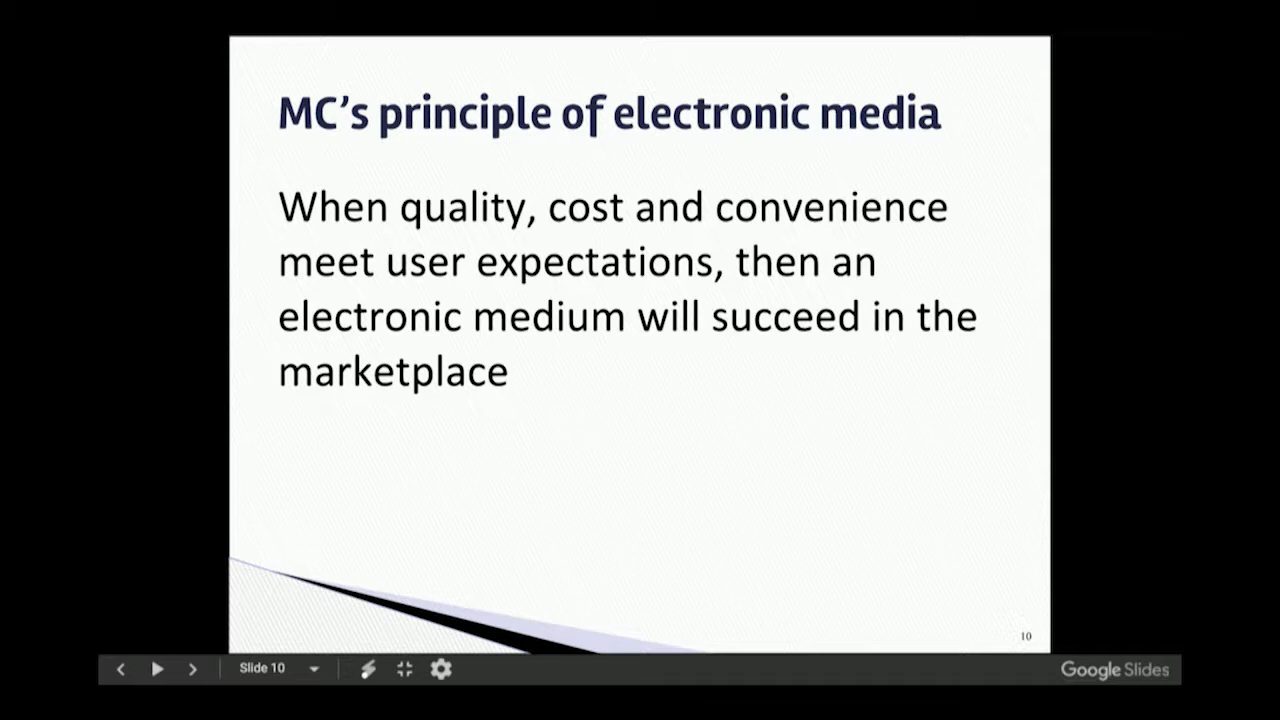 MC’s principle of electronic media
When quality, cost and convenience
meet user expectations, then an
electronic medium will succeed in the
marketplace
10
Slide 10
Google Slides